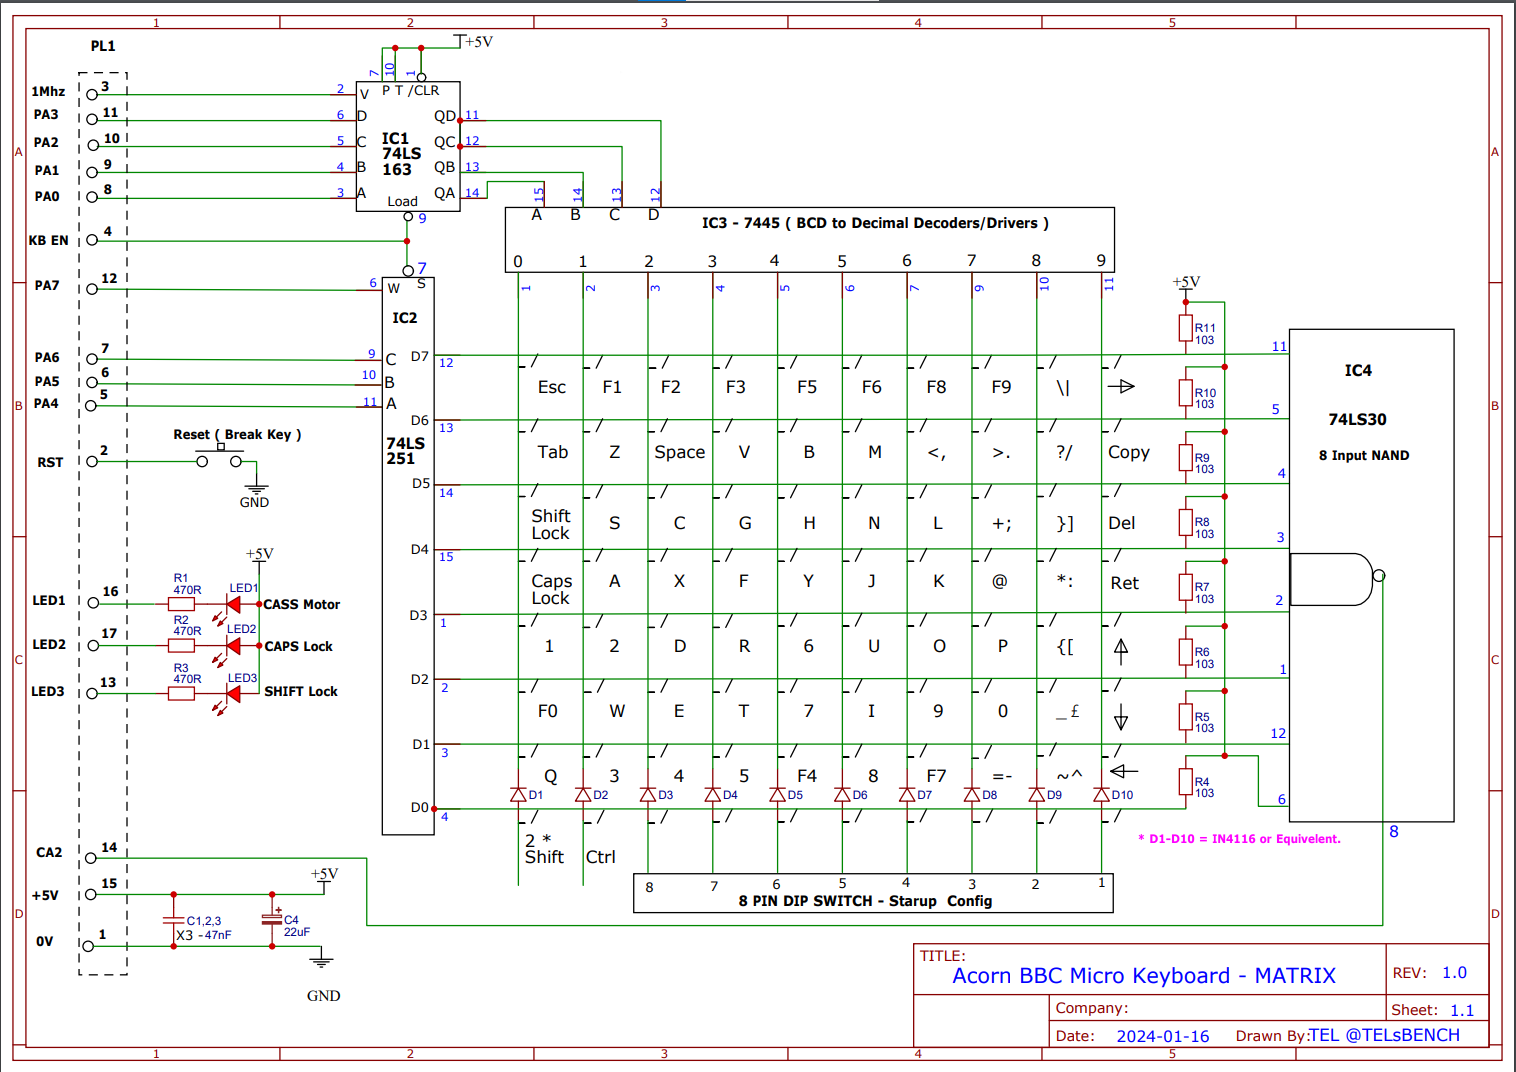 1 2 3 4 5
PL1
+5V
7 10 1
1Mhz 3 2 V P T /CLR
PA3 11 6 D QD 11
PA2 10 5 C IC1 QC 12
74LS
PA1 9 4 B 163 QB 13
PA0 8 3 A QA 14
Load
9
15 14 13 12
A B C D
IC3 - 7445 ( BCD to Decimal Decoders/Drivers )
0 1 2 3 4 5 6 7 8 9
1 2 3 4 5 6 7 9 10 11
KB EN 4
7
PA7 12 6 W S
IC2
+5V
R11
103
PA6 7 9 C D7 12 11
PA5 6 10 B
PA4 5 11 A
IC4
Esc F1 F2 F3 F5 F6 F8 F9 \|
R10
103
D6 13 5
74LS30
Reset ( Break Key )
74LS
251
RST 2
GND
Tab Z Space V B M <, >. ?/ Copy
R9
103
8 Input NAND
D5 14 4
Shift
Lock S C G H N L +; }] Del
R8
103
D4 15 3
Caps
Lock A X F Y J K @ *: Ret
R7
103
D3 1 2
+5V
LED1 16 R1
470R LED1 CASS Motor
LED2 17 R2
470R LED2 CAPS Lock
LED3 13 R3
470R LED3 SHIFT Lock
1 2 D R 6 U O P {[
R6
103
D2 2 1
F0 W E T 7 I 9 0 _£
R5
103
D1 3 12
Q 3 4 5 F4 8 F7 =- ~^
D1 D2 D3 D4 D5 D6 D7 D8 D9 D10
R4
103
D0 4 6
8
2 *
Shift Ctrl
* D1-D10 = IN4116 or Equivelent.
8 7 6 5 4 3 2 1
8 PIN DIP SWITCH - Starup Config
CA2 14
+5V 15
+5V
C1,2,3
X3 - 47nF
+
C4
22uF
0V 1
GND
TITLE:
Acorn BBC Micro Keyboard - MATRIX
REV: 1.0
Company:
Sheet: 1.1
Date: 2024-01-16 Drawn By:TEL @TELsBENCH
A A
B B
C C
D D
1 2 3 4 5